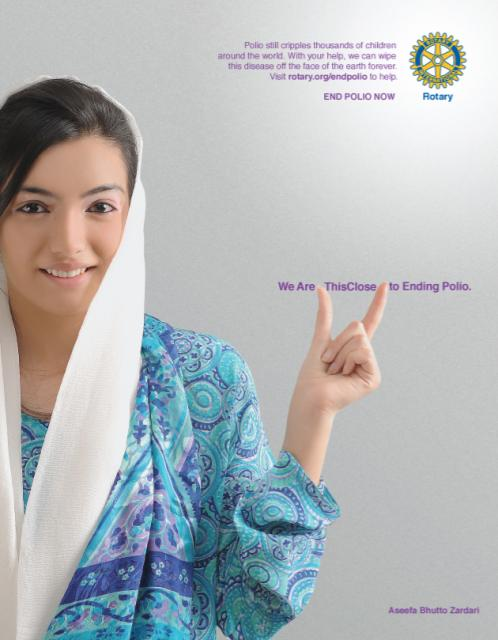 Polio still cripples thousands of children
around the world. With your help, we can wipe
this disease off the face of the earth forever.
Visit rotary.org/endpolio to help.
END POLIO NOW
Rotary
We Are ThisClose to Ending Polio.
Aseefa Bhutto Zardari